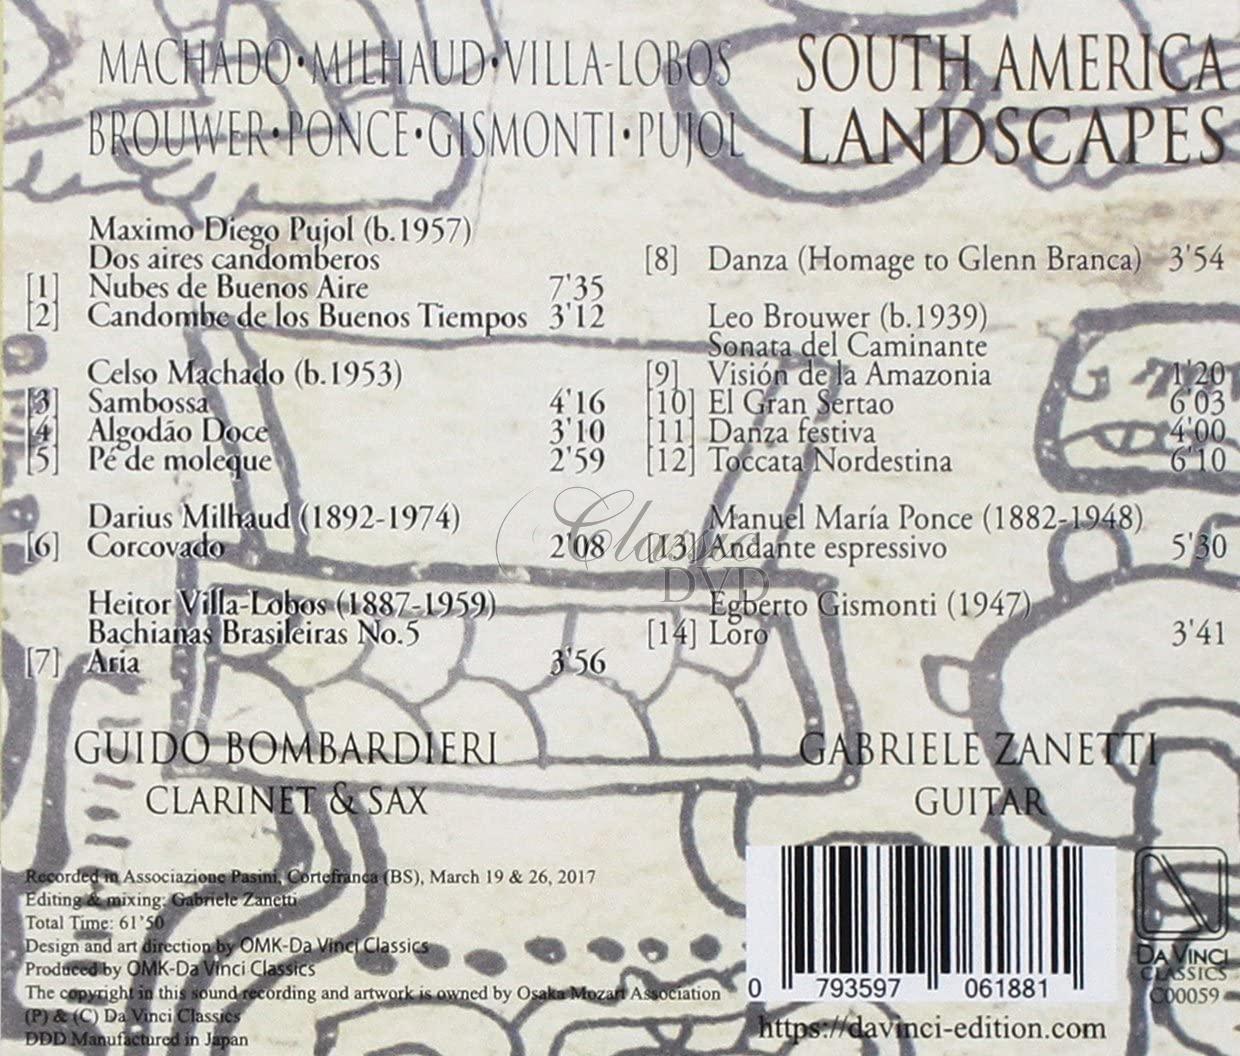 MACHADO•MILHAUD•VILLA-LOBOS
BROUWER•PONCE•GISMONTI•PUJOL
SOUTH AMERICA
LANDSCAPES
Maximo Diego Pujol (b.1957)
Dos aires candomberos
[1] Nubes de Buenos Aire 7'35
[2] Candombe de los Buenos Tiempos 3'12
Celso Machado (b.1953)
[3] Sambossa 4'16
[4] Algodão Doce 3'10
[5] Pé de moleque 2'59
Darius Milhaud (1892-1974)
[6] Corcovado 2'08
Heitor Villa-Lobos (1887-1959)
Bachianas Brasileiras No.5
[7] Aria 3'56
[8] Danza (Homage to Glenn Branca) 3'54
Leo Brouwer (b.1939)
Sonata del Caminante
[9] Visión de la Amazonia 1'20
[10] El Gran Sertao 6'03
[11] Danza festiva 4'00
[12] Toccata Nordestina 6'10
Manuel María Ponce (1882-1948)
[13] Andante espressivo 5'30
Egberto Gismonti (1947)
[14] Loro 3'41
Classic
DVD
GUIDO BOMBARDIERI
CLARINET & SAX
GABRIELE ZANETTI
GUITAR
Recorded in Associazione Pasini, Cortefranca (BS), March 19 & 26, 2017
Editing & mixing: Gabriele Zanetti
Total Time: 61'50
Design and art direction by OMK-Da Vinci Classics
Produced by OMK-Da Vinci Classics
The copyright in this sound recording and artwork is owned by Osaka Mozart Association
(P) & (C) Da Vinci Classics
DDD Manufactured in Japan
0 793597 061881
https://davinci-edition.com
DA VINCI
CLASSICS
C00059